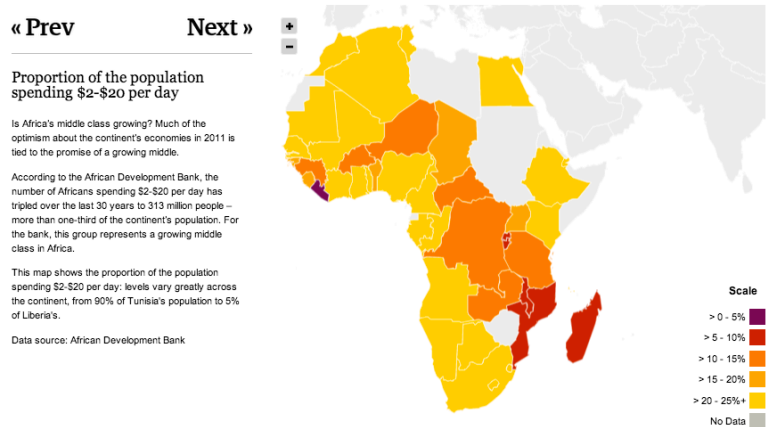 « Prev Next »
Proportion of the population
spending $2-$20 per day
Is Africa's middle class growing? Much of the
optimism about the continent's economies in 2011 is
tied to the promise of a growing middle.
According to the African Development Bank, the
number of Africans spending $2-$20 per day has
tripled over the last 30 years to 313 million people –
more than one-third of the continent's population. For
the bank, this group represents a growing middle
class in Africa.
This map shows the proportion of the population
spending $2-$20 per day: levels vary greatly across
the continent, from 90% of Tunisia's population to 5%
of Liberia's.
Data source: African Development Bank
+
−
Scale
> 0 - 5%
> 5 - 10%
> 10 - 15%
> 15 - 20%
> 20 - 25%+
No Data